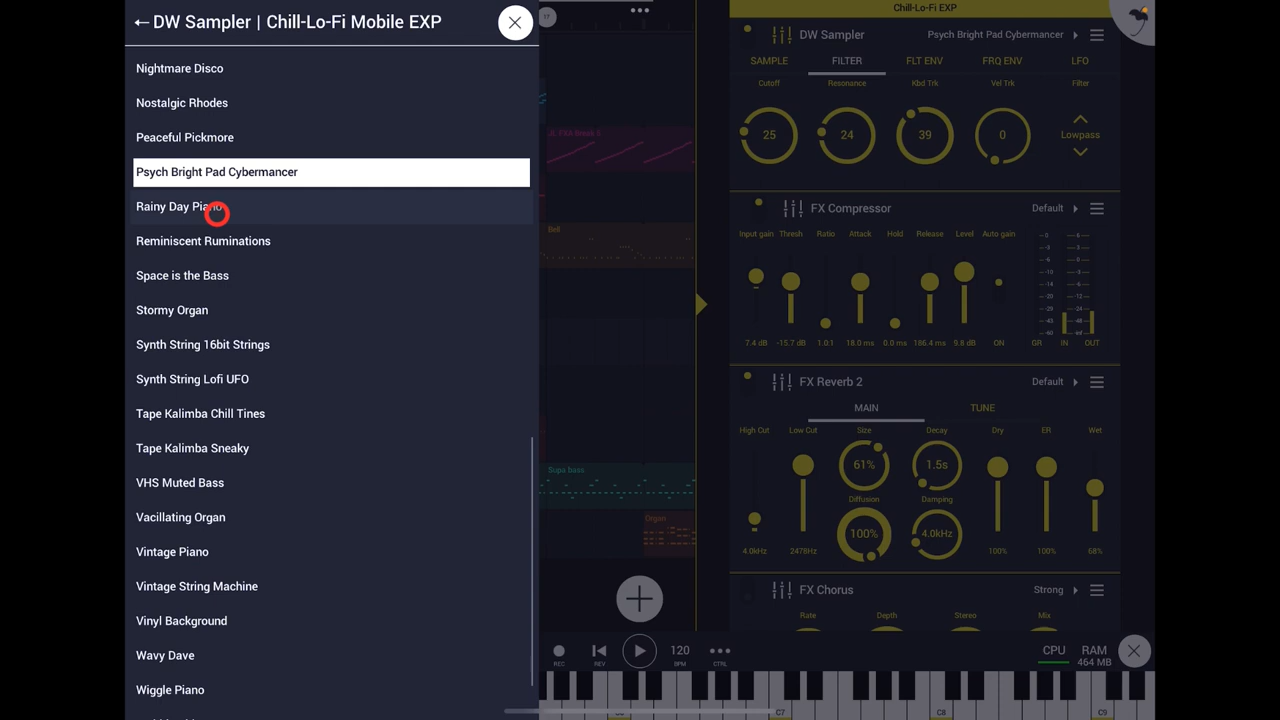 ← DW Sampler | Chill-Lo-Fi Mobile EXP
Nightmare Disco
Nostalgic Rhodes
Peaceful Pickmore
Psych Bright Pad Cybermancer
Rainy Day Piano
Reminiscent Ruminations
Space is the Bass
Stormy Organ
Synth String 16bit Strings
Synth String Lofi UFO
Tape Kalimba Chill Tines
Tape Kalimba Sneaky
VHS Muted Bass
Vacillating Organ
Vintage Piano
Vintage String Machine
Vinyl Background
Wavy Dave
Wiggle Piano
17
Bell
Supa bass
Organ
Chill-Lo-Fi EXP
DW Sampler Psych Bright Pad Cybermancer
SAMPLE FILTER FLT ENV FRQ ENV LFO
Cutoff Resonance Kbd Trk Vel Trk Filter
25 24 39 0 Lowpass
FX Compressor Default
Input gain Thresh Ratio Attack Hold Release Level Auto gain
7.4 dB -15.7 dB 1.0:1 18.0 ms 0.0 ms 186.4 ms 9.8 dB ON GR IN OUT
FX Reverb 2 Default
MAIN TUNE
High Cut Low Cut Size Decay Dry ER Wet
61% 1.5s
Diffusion Damping
100% 4.0kHz
4.0kHz 2478Hz 100% 100% 68%
FX Chorus Strong
Rate Depth Stereo Mix
120 CPU RAM
REC REV BPM CTRL 464 MB
C7 C8 C9